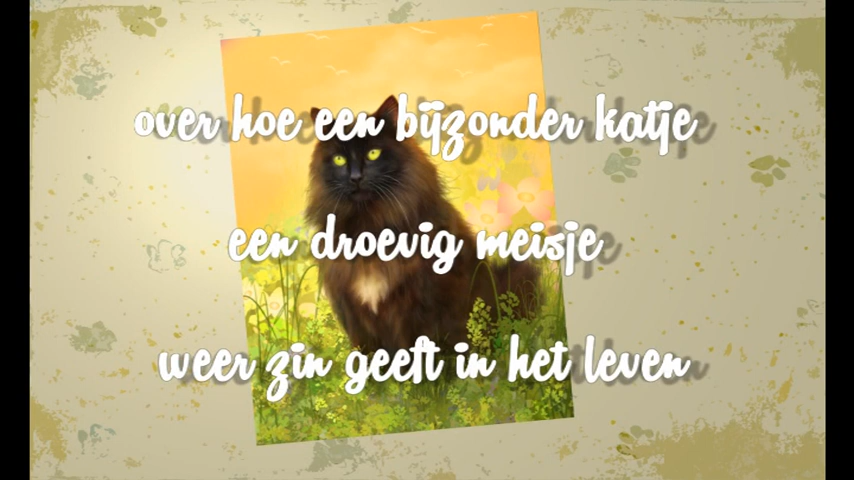 over hoe een bijzonder katje
een droevig meisje
weer zin geeft in het leven